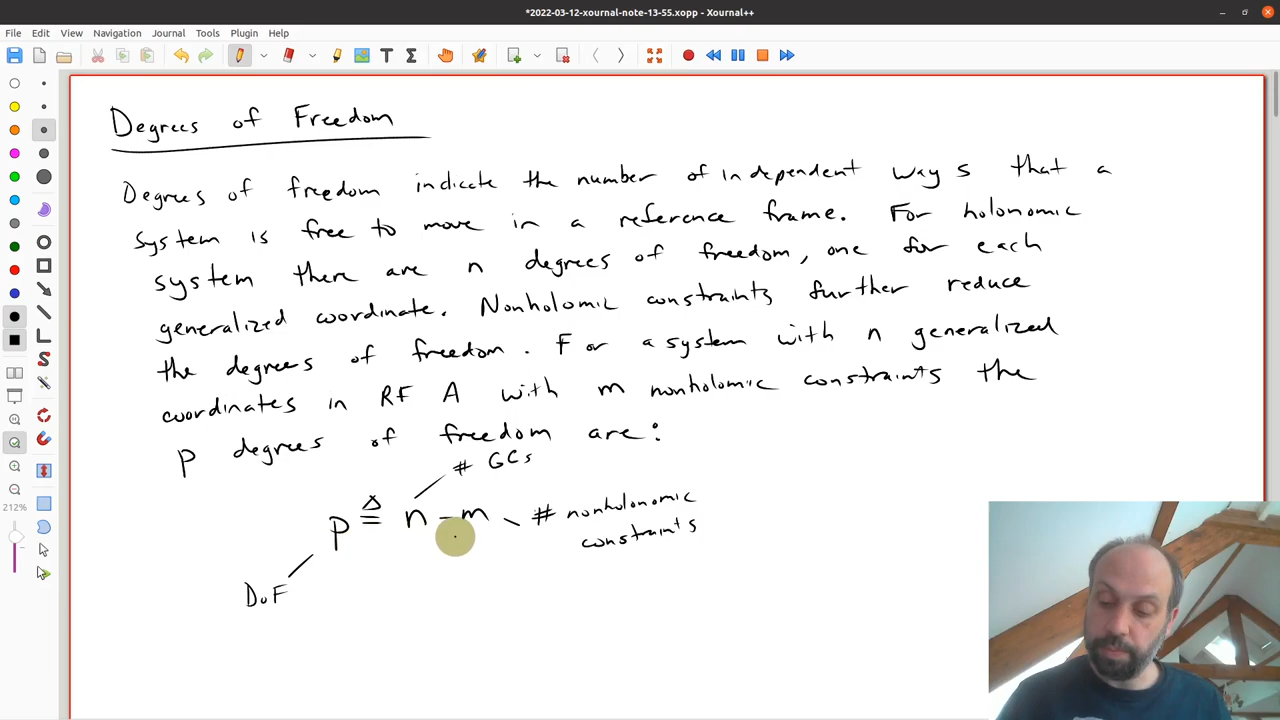 *2022-03-12-xournal-note-13-55.xopp - Xournal++
File Edit View Navigation Journal Tools Plugin Help
Degrees of Freedom
Degrees of freedom indicate the number of independent ways that a
system is free to move in a reference frame. For holonomic
system there are n degrees of freedom, one for each
generalized coordinate. Nonholomic constraints further reduce
the degrees of freedom. For a system with n generalized
coordinates in RF A with m nonholomic constraints the
p degrees of freedom are:
# GCs
p ≜ n - m
# nonholonomic
constraints
DoF
212%